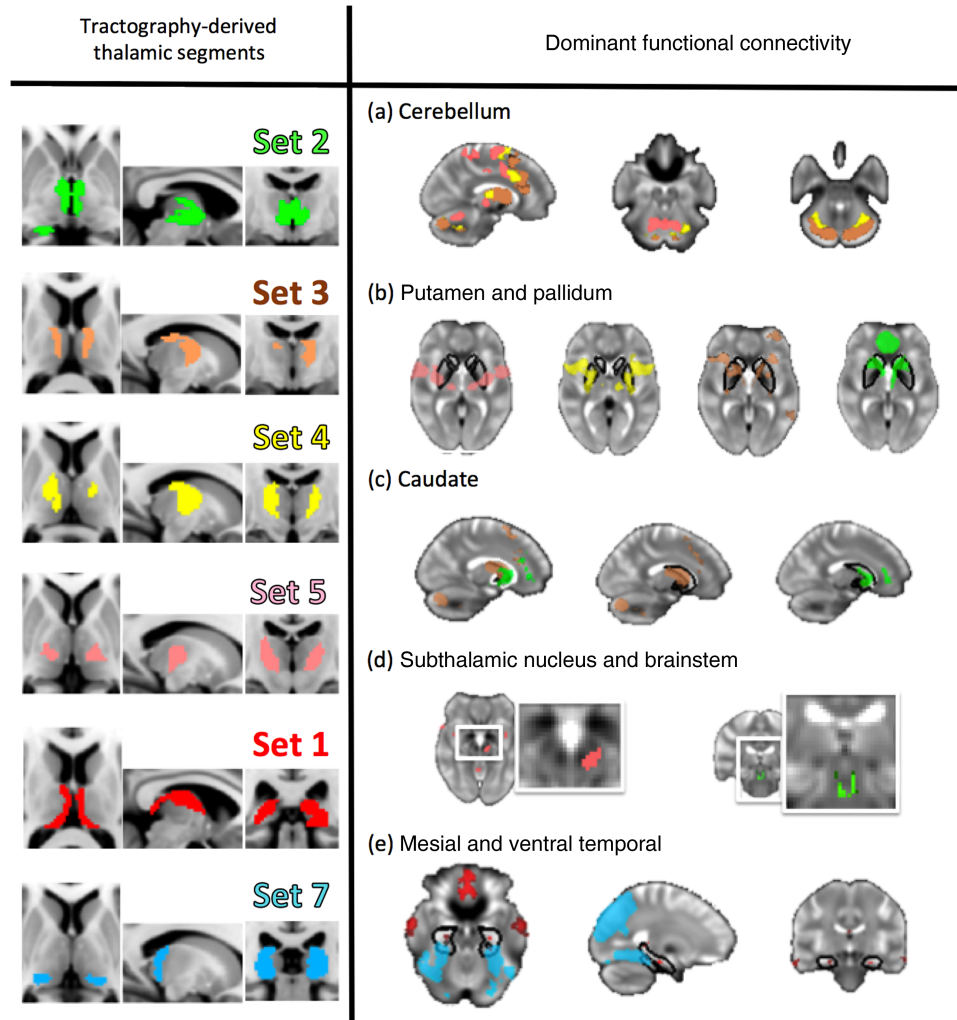 Tractography-derived
thalamic segments
Dominant functional connectivity
Set 2
Set 3
Set 4
Set 5
Set 1
Set 7
(a) Cerebellum
(b) Putamen and pallidum
(c) Caudate
(d) Subthalamic nucleus and brainstem
(e) Mesial and ventral temporal